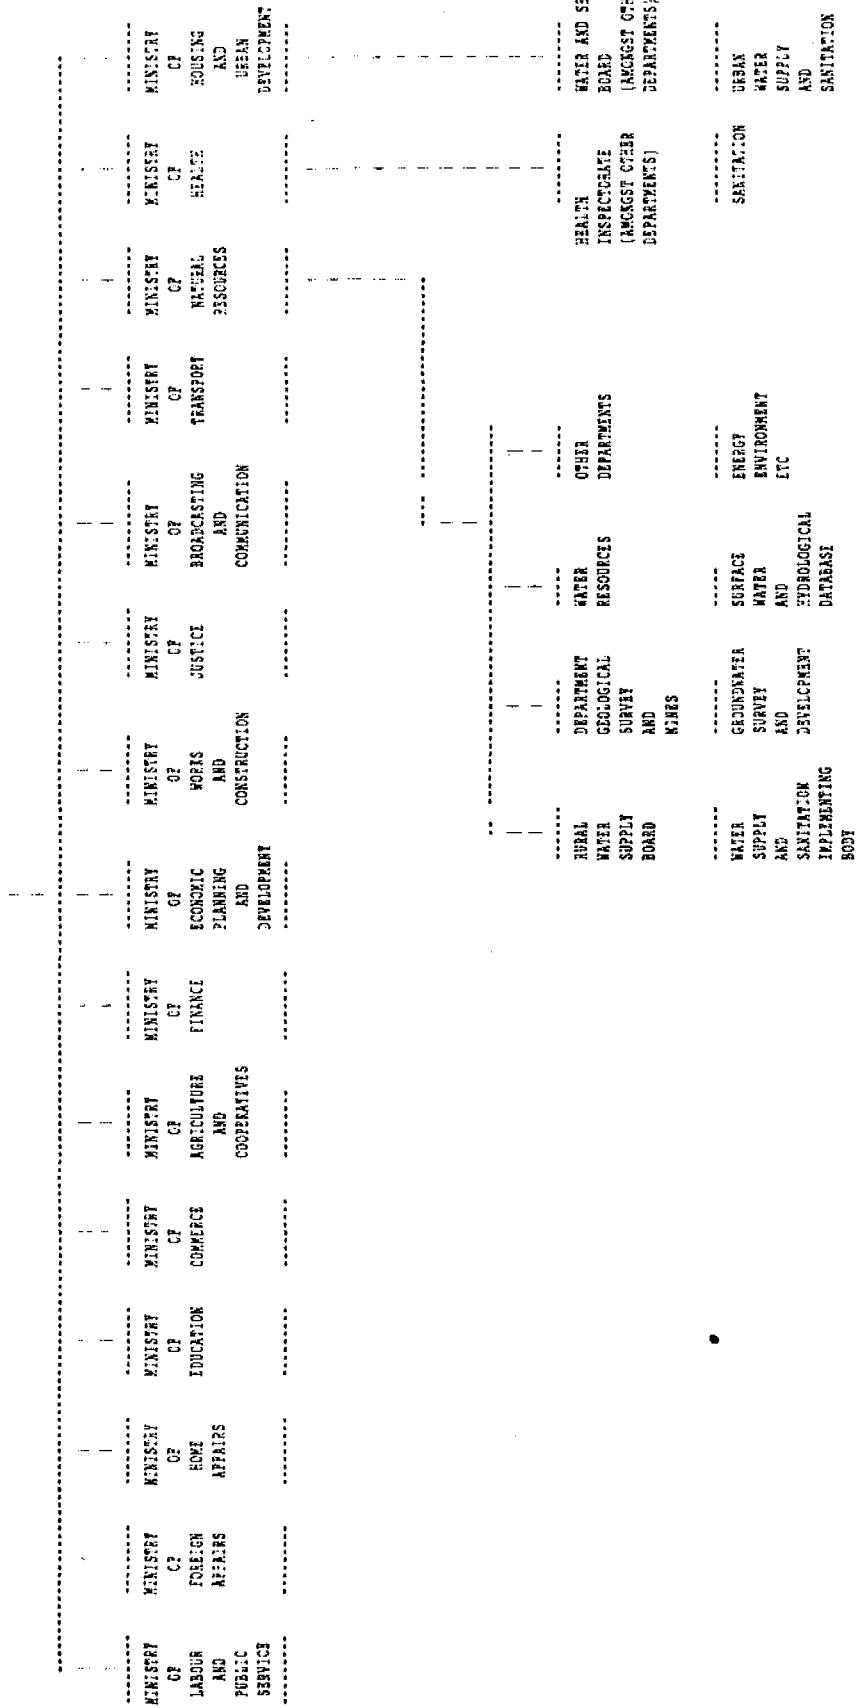 MINISTRY
OF
LABOUR
AND
PUBLIC
SERVICE
MINISTRY
OF
FOREIGN
AFFAIRS
MINISTRY
OF
HOME
AFFAIRS
MINISTRY
OF
EDUCATION
MINISTRY
OF
COMMERCE
MINISTRY
OF
AGRICULTURE
AND
COOPERATIVES
MINISTRY
OF
FINANCE
MINISTRY
OF
ECONOMIC
PLANNING
AND
DEVELOPMENT
MINISTRY
OF
WORKS
AND
CONSTRUCTION
MINISTRY
OF
JUSTICE
MINISTRY
OF
BROADCASTING
AND
COMMUNICATION
MINISTRY
OF
TRANSPORT
MINISTRY
OF
NATURAL
RESOURCES
MINISTRY
OF
HEALTH
MINISTRY
OF
HOUSING
AND
URBAN
DEVELOPMENT
RURAL
WATER
SUPPLY
BOARD
DEPARTMENT
GEOLOGICAL
SURVEY
AND
MINES
WATER
RESOURCES
OTHER
DEPARTMENTS
HEALTH
INSPECTORATE
(AMONGST OTHER
DEPARTMENTS)
WATER AND
BOARD
(AMONGST
DEPARTMENTS)
WATER
SUPPLY
AND
SANITATION
IMPLEMENTING
BODY
GROUNDWATER
SURVEY
AND
DEVELOPMENT
SURFACE
WATER
AND
HYDROLOGICAL
DATABASE
ENERGY
ENVIRONMENT
ETC
SANITATION
URBAN
WATER
SUPPLY
AND
SANITATION